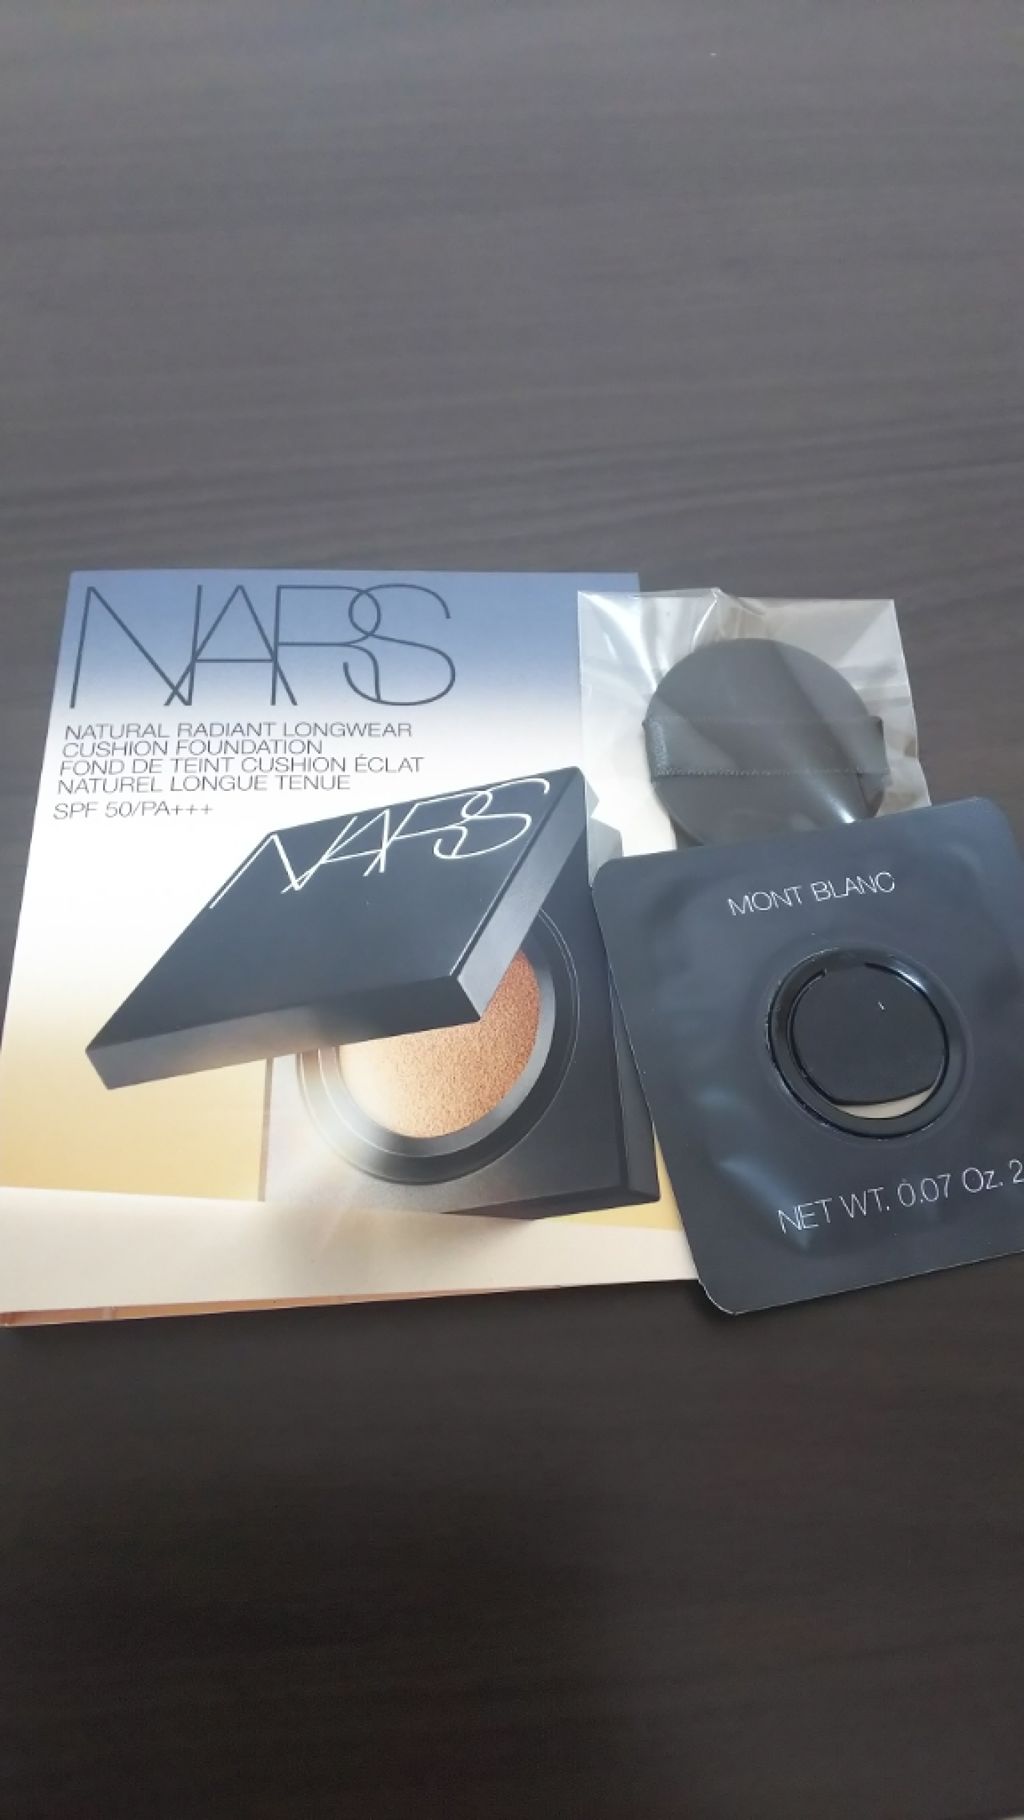 NARS
NATURAL RADIANT LONGWEAR
CUSHION FOUNDATION
FOND DE TEINT CUSHION ÉCLAT
NATUREL LONGUE TENUE
SPF 50/PA+++
NARS
MONT BLANC
NET WT. 0.07 Oz. 2